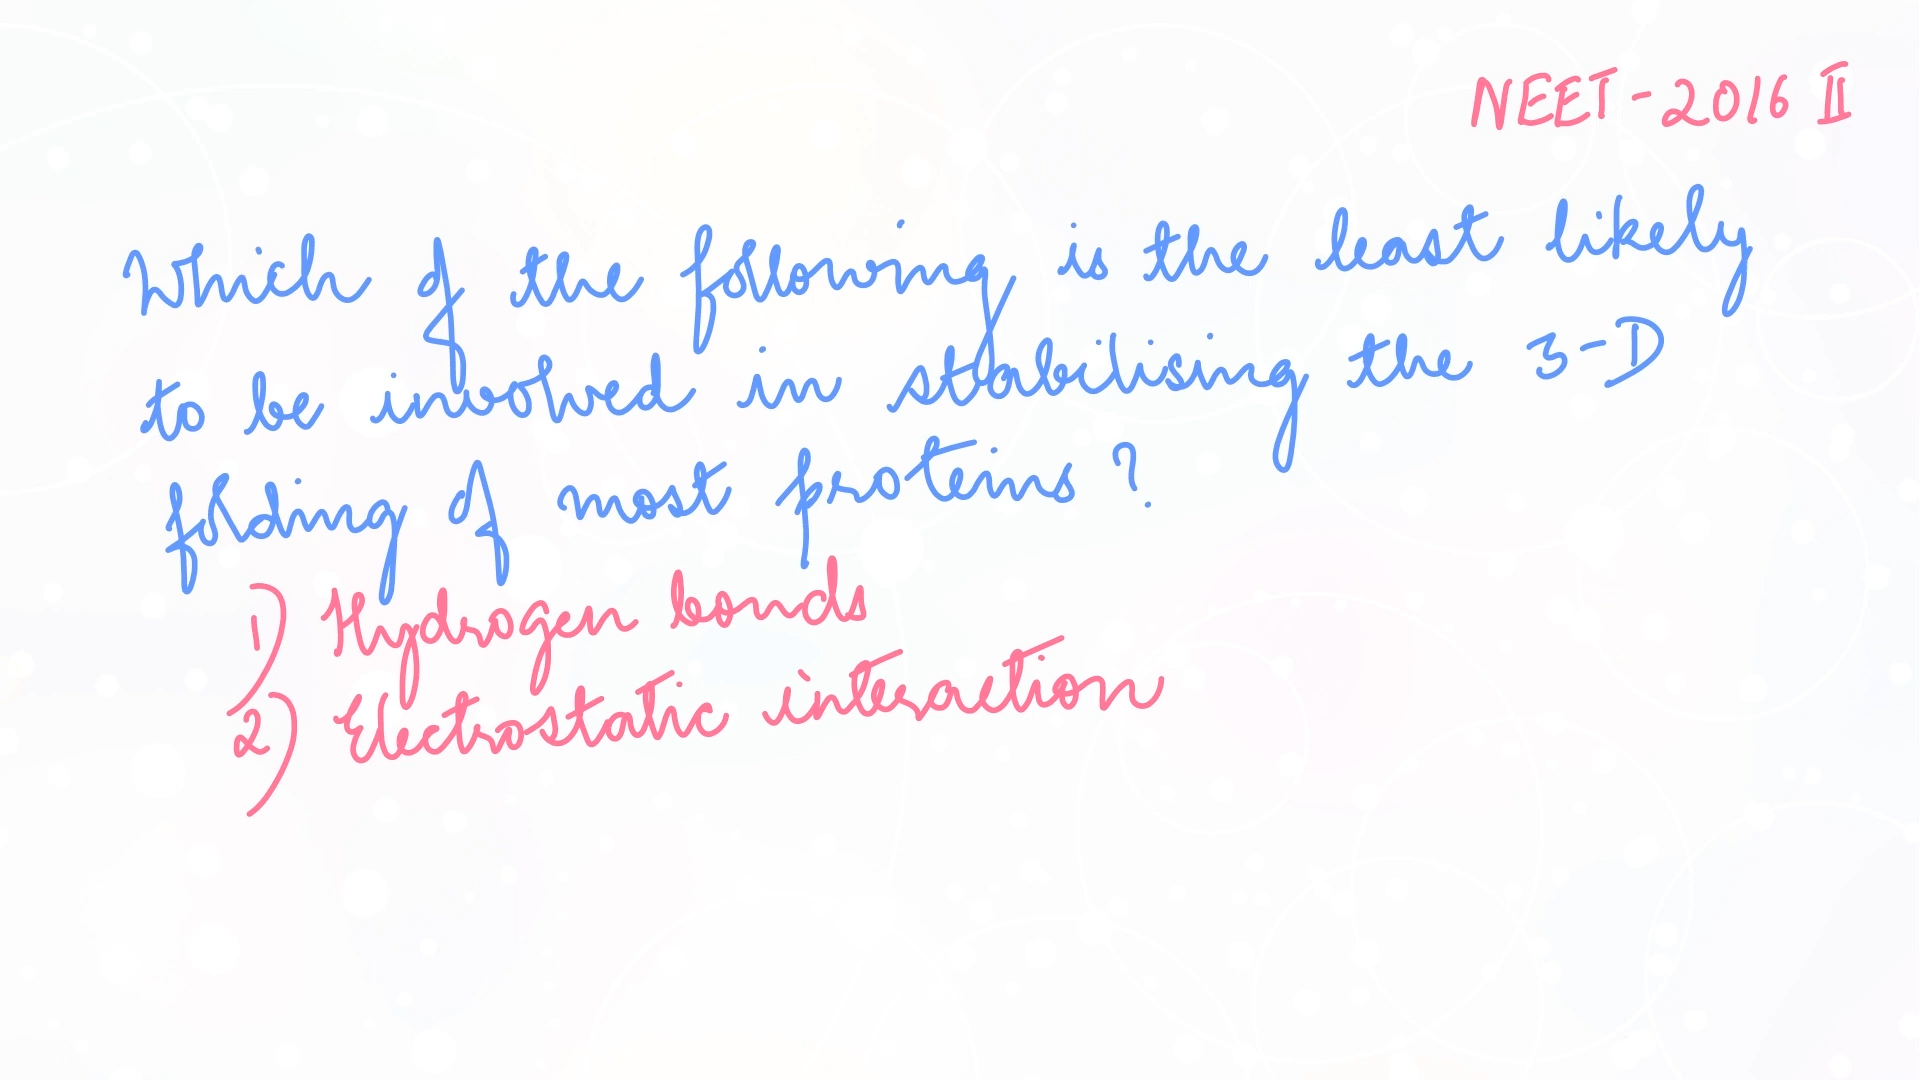 NEET-2016 II
Which of the following is the least likely
to be involved in stabilising the 3-D
folding of most proteins?
1) Hydrogen bonds
2) Electrostatic interaction